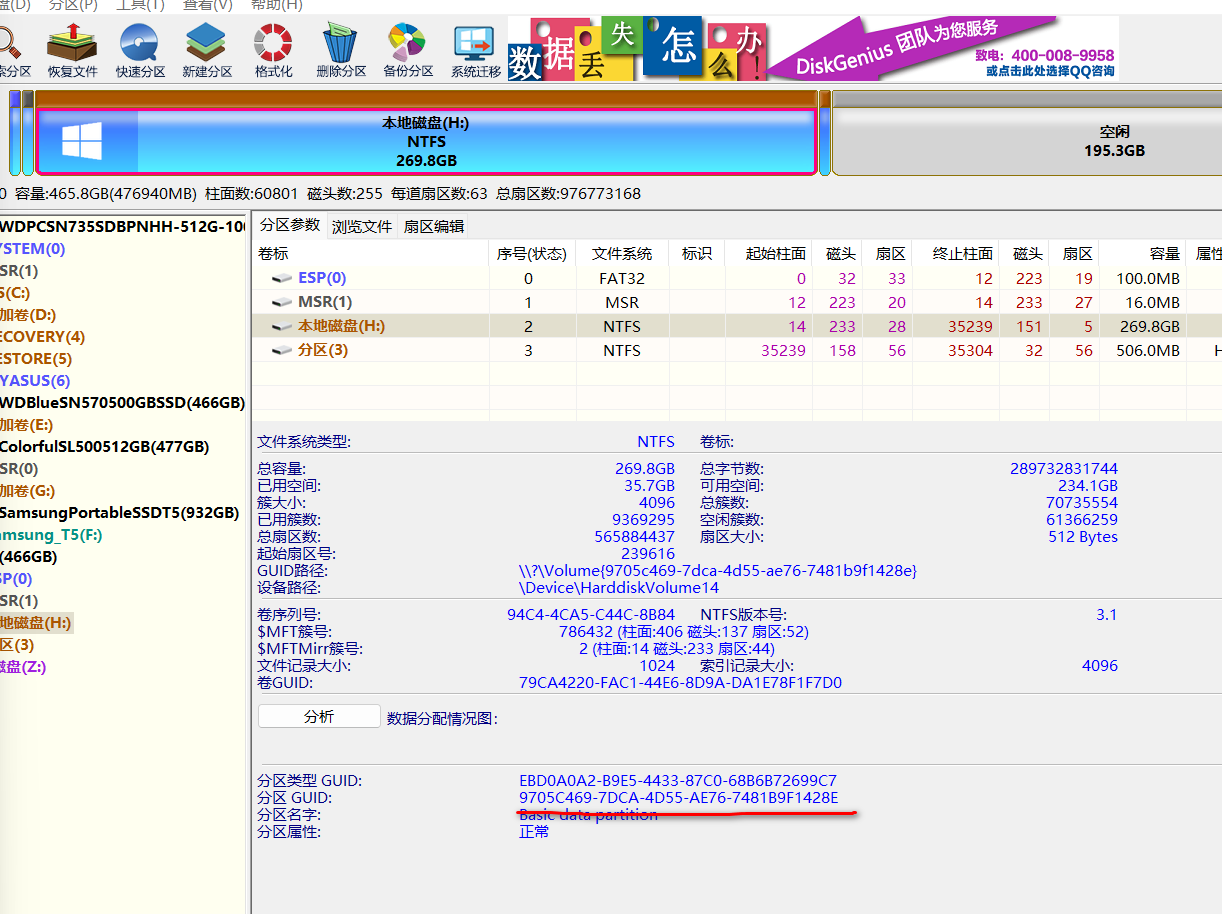 盘(D) 分区(P) 工具(T) 查看(V) 帮助(H)
索分区 恢复文件 快速分区 新建分区 格式化 删除分区 备份分区 系统迁移
数据丢失怎么办!
DiskGenius 团队为您服务
致电: 400-008-9958
或点击此处选择QQ咨询
本地磁盘(H:)
NTFS
269.8GB
空闲
195.3GB
0 容量:465.8GB(476940MB) 柱面数:60801 磁头数:255 每道扇区数:63 总扇区数:976773168
WDPCSN735SDBPNHH-512G-10
YSTEM(0)
SR(1)
S(C:)
加卷(D:)
ECOVERY(4)
ESTORE(5)
YASUS(6)
WDBlueSN570500GBSSD(466GB)
加卷(E:)
ColorfulSL500512GB(477GB)
SR(0)
加卷(G:)
SamsungPortableSSDT5(932GB)
amsung_T5(F:)
(466GB)
SP(0)
SR(1)
地磁盘(H:)
区(3)
磁盘(Z:)
分区参数 浏览文件 扇区编辑
卷标 序号(状态) 文件系统 标识 起始柱面 磁头 扇区 终止柱面 磁头 扇区 容量 属性
ESP(0) 0 FAT32 0 32 33 12 223 19 100.0MB
MSR(1) 1 MSR 12 223 20 14 233 27 16.0MB
本地磁盘(H:) 2 NTFS 14 233 28 35239 151 5 269.8GB
分区(3) 3 NTFS 35239 158 56 35304 32 56 506.0MB H
文件系统类型: NTFS 卷标:
总容量: 269.8GB 总字节数: 289732831744
已用空间: 35.7GB 可用空间: 234.1GB
簇大小: 4096 总簇数: 70735554
已用簇数: 9369295 空闲簇数: 61366259
总扇区数: 565884437 扇区大小: 512 Bytes
起始扇区号: 239616
GUID路径: \\?\Volume{9705c469-7dca-4d55-ae76-7481b9f1428e}
设备路径: \Device\HarddiskVolume14
卷序列号: 94C4-4CA5-C44C-8B84 NTFS版本号: 3.1
$MFT簇号: 786432 (柱面:406 磁头:137 扇区:52)
$MFTMirr簇号: 2 (柱面:14 磁头:233 扇区:44)
文件记录大小: 1024 索引记录大小: 4096
卷GUID: 79CA4220-FAC1-44E6-8D9A-DA1E78F1F7D0
分析 数据分配情况图:
分区类型 GUID: EBD0A0A2-B9E5-4433-87C0-68B6B72699C7
分区 GUID: 9705C469-7DCA-4D55-AE76-7481B9F1428E
分区名字: Basic data partition
分区属性: 正常